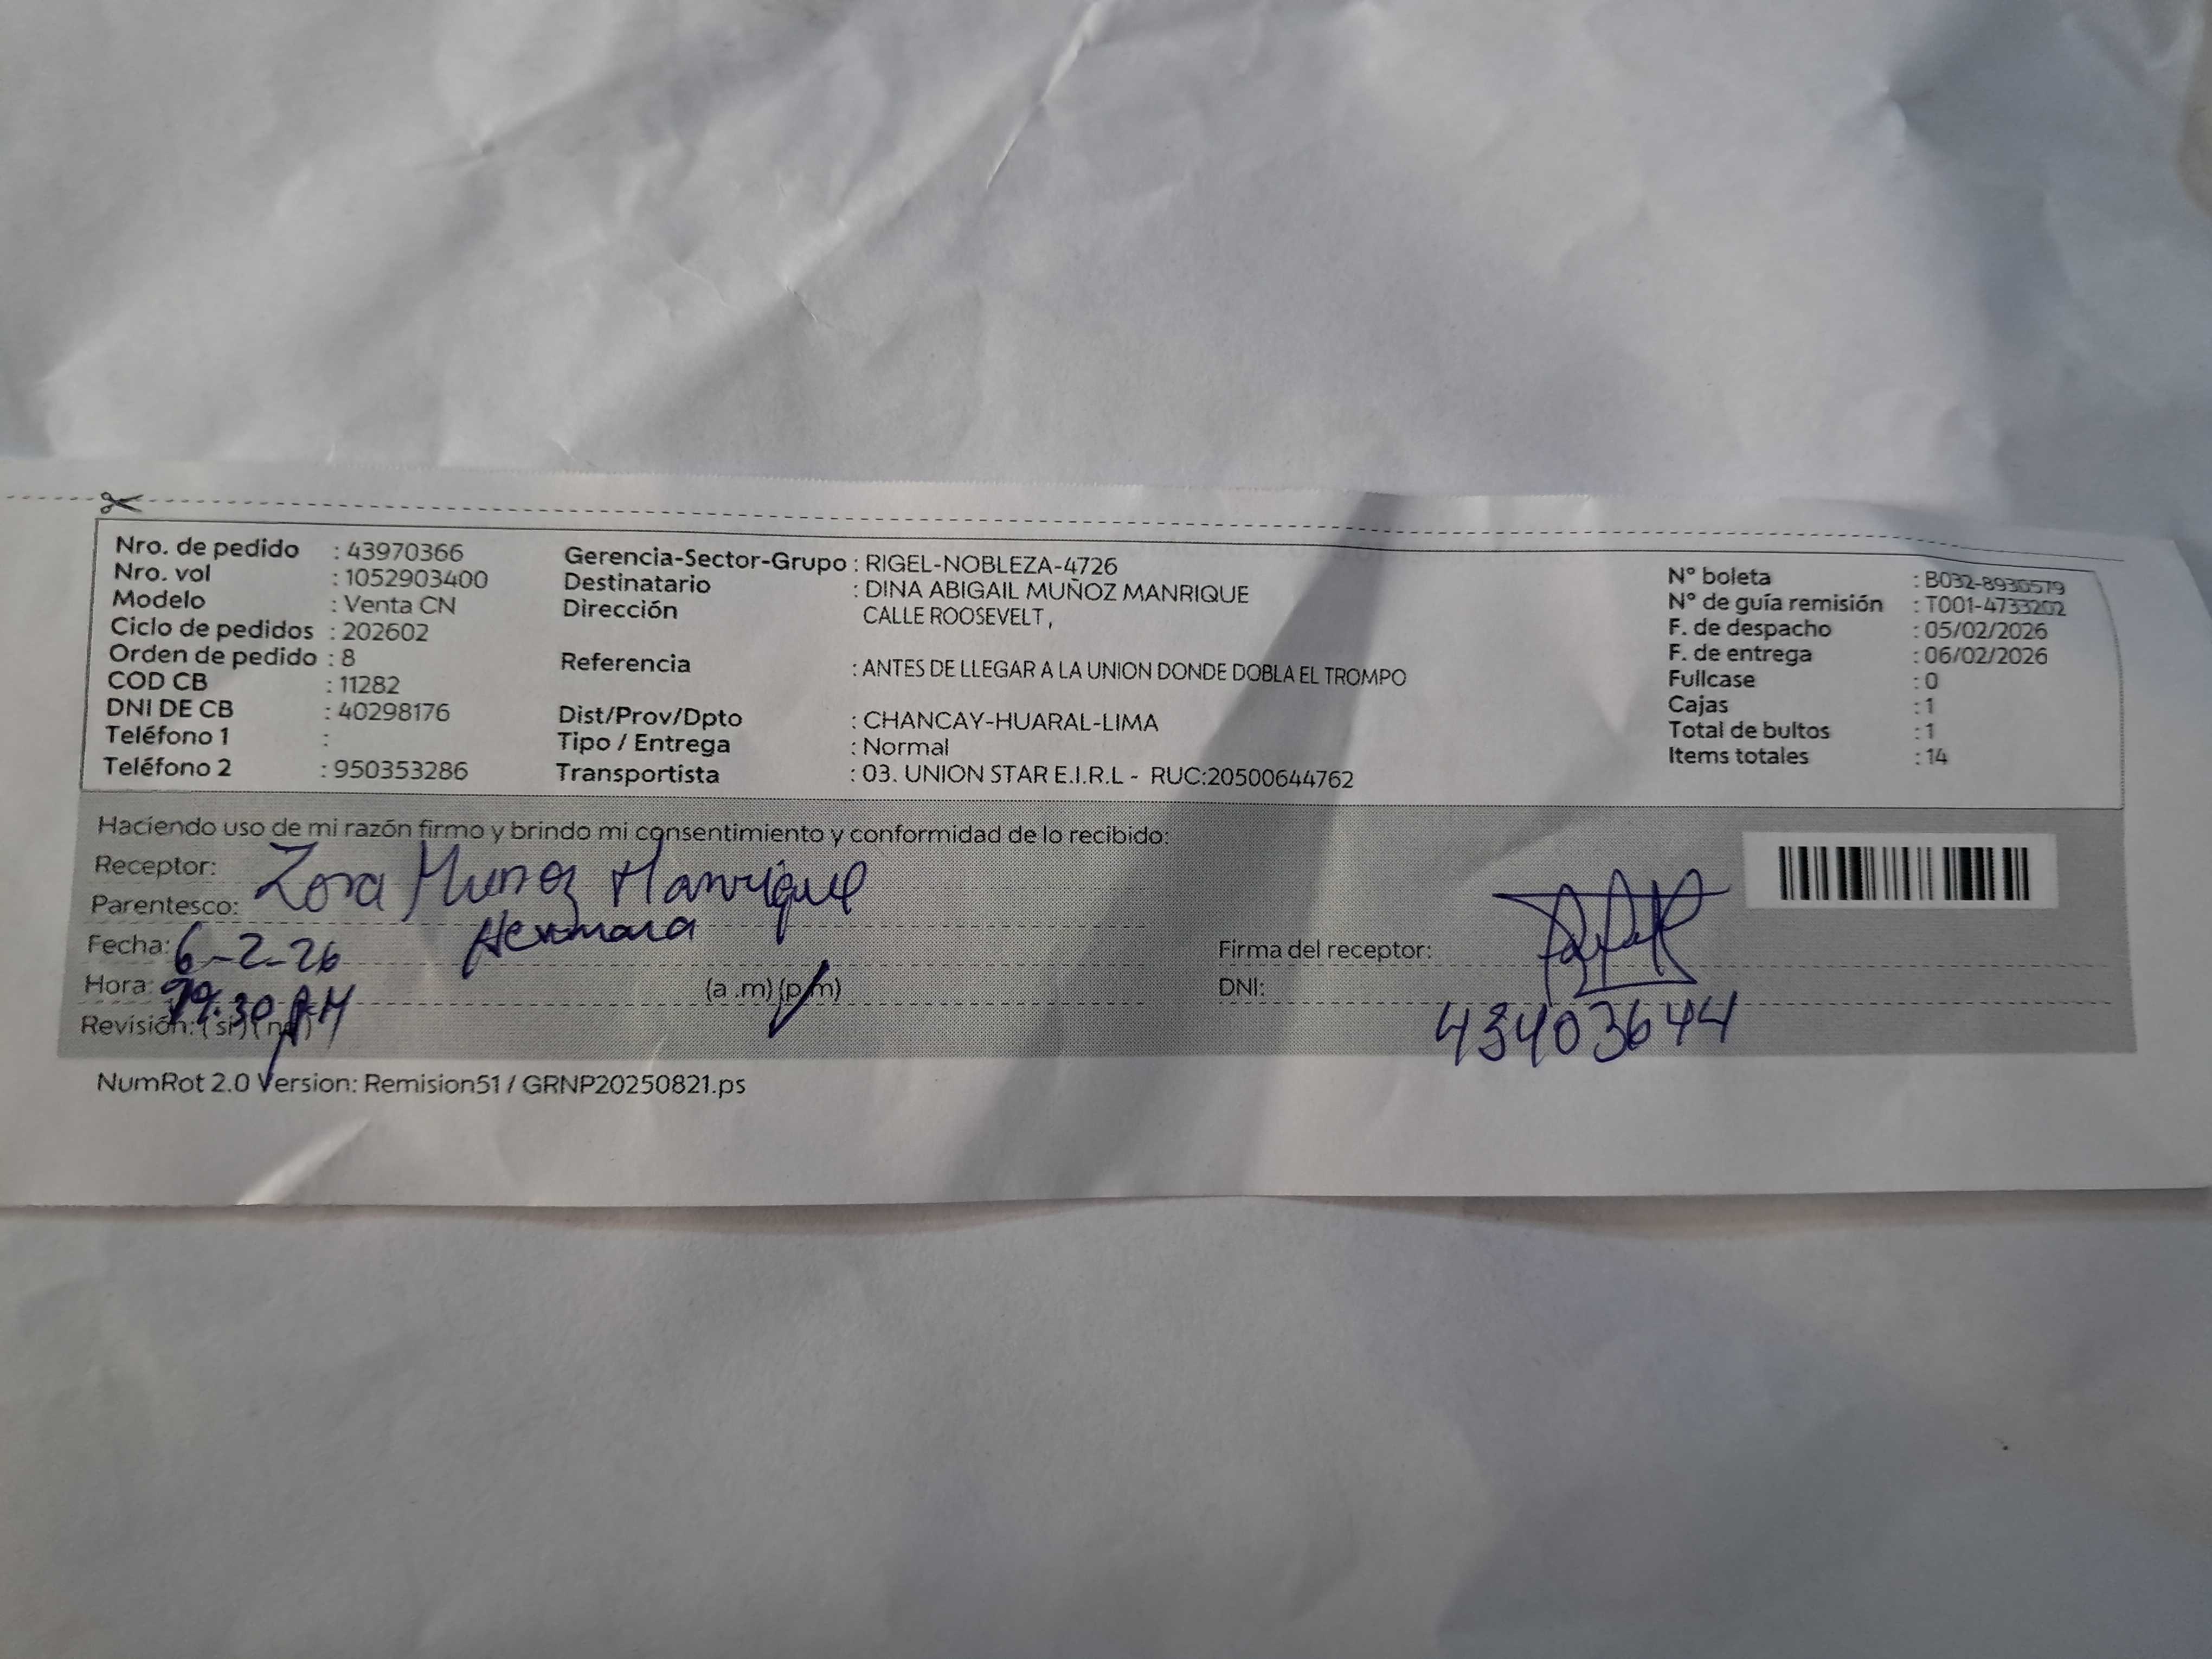 Nro. de pedido : 43970366
Nro. vol : 1052903400
Modelo : Venta CN
Ciclo de pedidos : 202602
Orden de pedido : 8
COD CB : 11282
DNI DE CB : 40298176
Teléfono 1 :
Teléfono 2 : 950353286
Gerencia-Sector-Grupo : RIGEL-NOBLEZA-4726
Destinatario : DINA ABIGAIL MUÑOZ MANRIQUE
Dirección CALLE ROOSEVELT ,
Referencia : ANTES DE LLEGAR A LA UNION DONDE DOBLA EL TROMPO
Dist/Prov/Dpto : CHANCAY-HUARAL-LIMA
Tipo / Entrega : Normal
Transportista : 03. UNION STAR E.I.R.L - RUC:20500644762
N° boleta : B032-8930579
N° de guía remisión : T001-4733202
F. de despacho : 05/02/2026
F. de entrega : 06/02/2026
Fullcase : 0
Cajas : 1
Total de bultos : 1
Items totales : 14
Haciendo uso de mi razón firmo y brindo mi consentimiento y conformidad de lo recibido:
Receptor: Muñoz Manrique
Parentesco: Hermana
Fecha: 6-2-26
Hora: (a .m) (p.m)
Revisión: ( si ) ( no )
Firma del receptor:
DNI: 43403644
NumRot 2.0 Version: Remision51 / GRNP20250821.ps